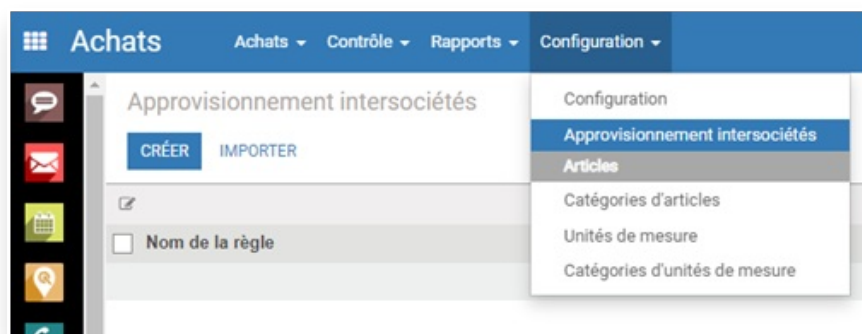 Achats Achats Contrôle Rapports Configuration
Approvisionnement intersociétés
CRÉER IMPORTER
Nom de la règle
Configuration
Approvisionnement intersociétés
Articles
Catégories d'articles
Unités de mesure
Catégories d'unités de mesure